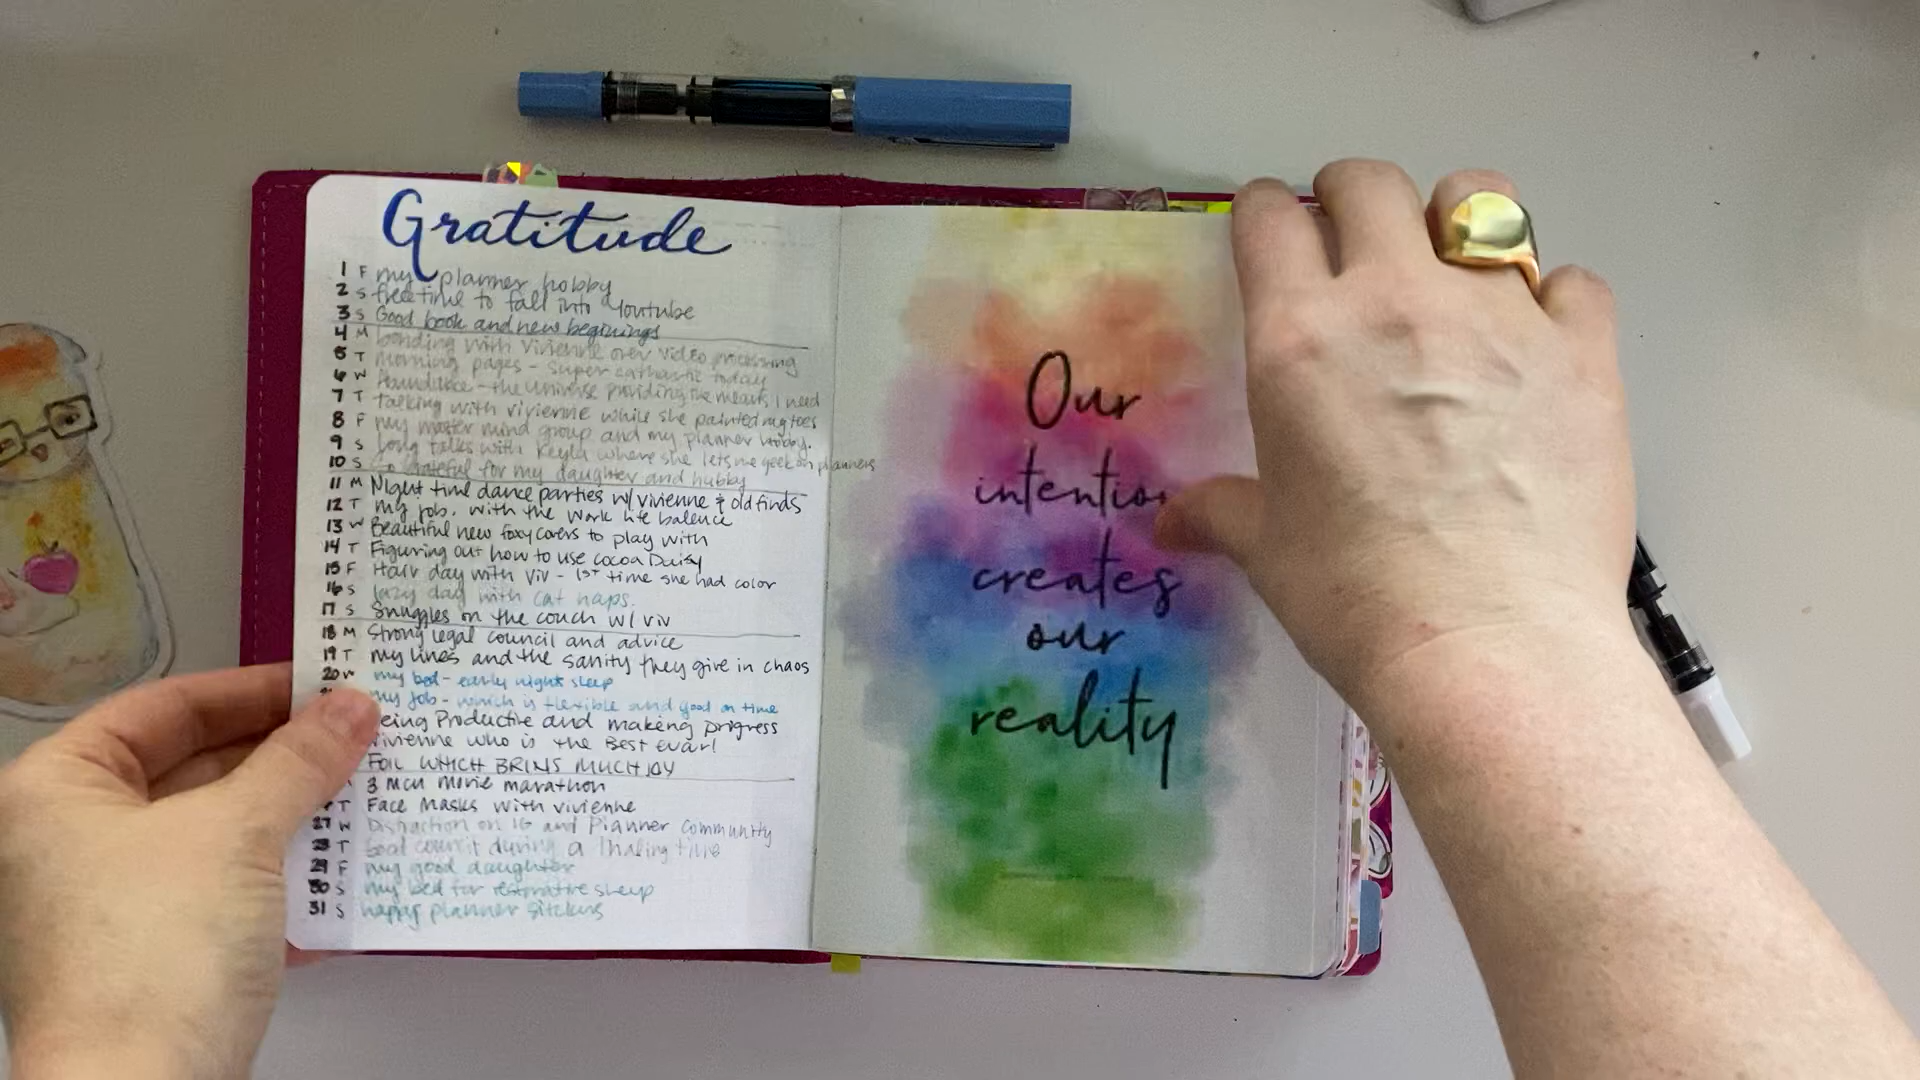 Gratitude
1 F my planner hobby
2 S free time to fall into Youtube
3 S Good book and new beginings
4 M bonding with Vivienne over video processing
5 T morning pages - super cathartic today
6 W Abundance - the universe providing the means I need
7 T talking with vivienne while she painted my toes
8 F my master mind group and my planner hobby.
9 S long talks with Keyla where she lets me geek on planners
10 S So grateful for my daughter and hubby
11 M Night time dance parties w/ vivienne & old finds
12 T my job. with the work life balence
13 W Beautiful new foxy covers to play with
14 T Figuring out how to use cocoa Daisy
15 F Hair day with Viv - 1st time she had color
16 S lazy day with cat naps.
17 S Snuggles on the couch w/ viv
18 M Strong legal council and advice
19 T my lines and the sanity they give in chaos
20 W my bed - early night sleep
my job - which is flexible and good on time
eing Productive and making progress
vivienne who is the Best evar!
FOIL WHICH BRINS MUCH JOY
3 mcu movie marathon
T Face Masks with vivienne
27 W Distraction on IG and Planner Community
28 T during a time
29 F my good daughter
30 S my bed for restorative sleep
31 S happy planner stickers
Our
intentio
creates
our
reality